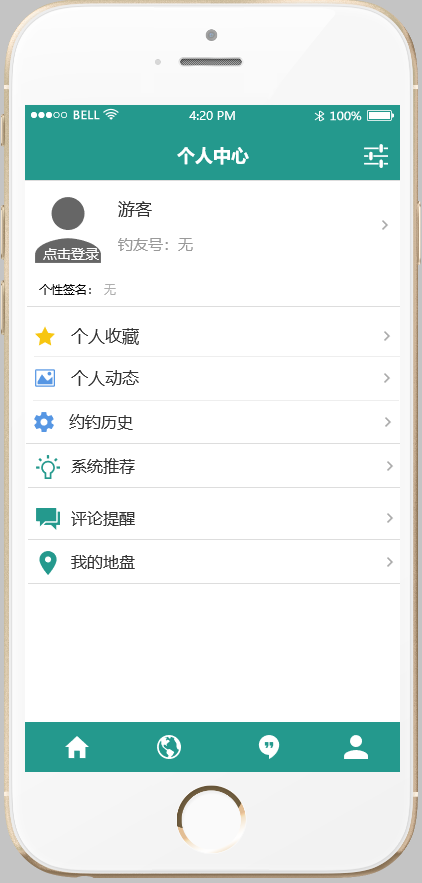 BELL 4:20 PM 100%
个人中心
游客
点击登录 钓友号：无
个性签名： 无
个人收藏
个人动态
约钓历史
系统推荐
评论提醒
我的地盘